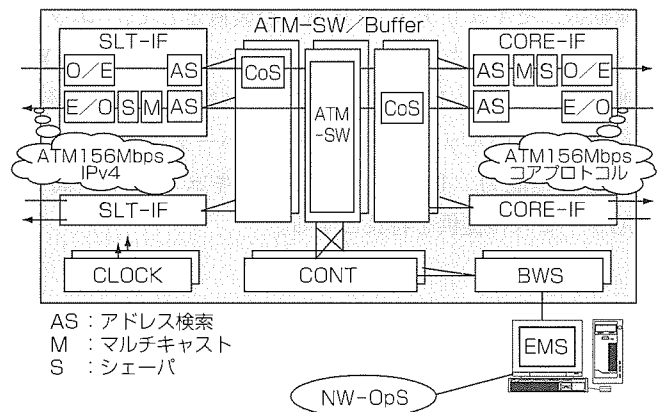 ATM-SW/Buffer
SLT-IF
CORE-IF
O/E
AS
CoS
ATM
-SW
AS
M
S
O/E
E/O
S
M
AS
CoS
AS
E/O
ATM156Mbps
IPv4
ATM156Mbps
コアプロトコル
SLT-IF
CORE-IF
CLOCK
CONT
BWS
AS:アドレス検索
M:マルチキャスト
S:シェーパ
EMS
NW-OpS